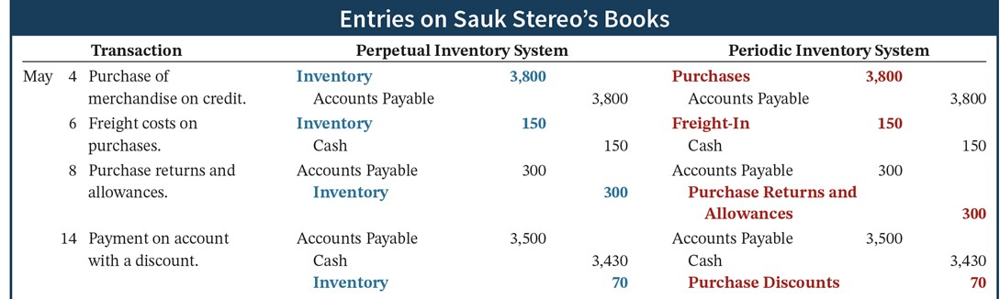 Entries on Sauk Stereo's Books
Transaction Perpetual Inventory System Periodic Inventory System
May 4 Purchase of Inventory 3,800 Purchases 3,800
merchandise on credit. Accounts Payable 3,800 Accounts Payable 3,800
6 Freight costs on Inventory 150 Freight-In 150
purchases. Cash 150 Cash 150
8 Purchase returns and Accounts Payable 300 Accounts Payable 300
allowances. Inventory 300 Purchase Returns and
Allowances 300
14 Payment on account Accounts Payable 3,500 Accounts Payable 3,500
with a discount. Cash 3,430 Cash 3,430
Inventory 70 Purchase Discounts 70